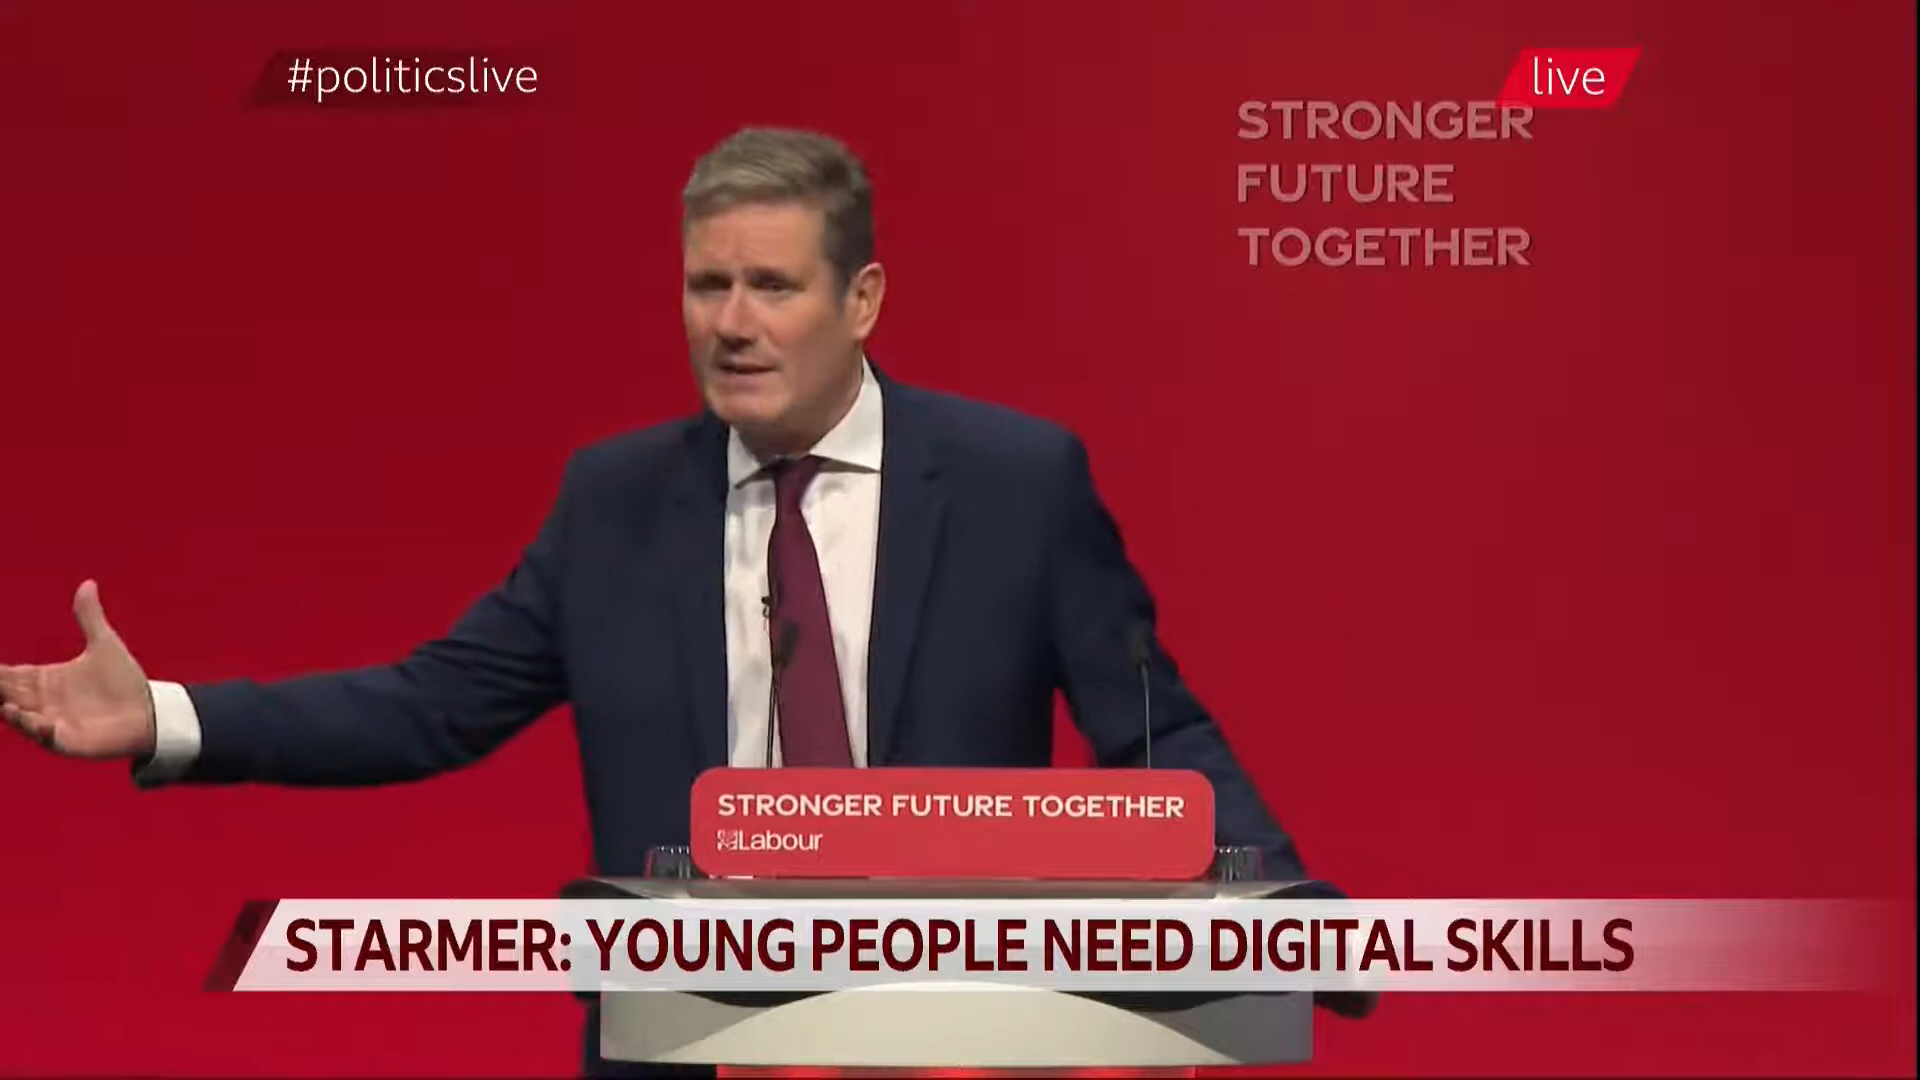 #politicslive
live
STRONGER
FUTURE
TOGETHER
STRONGER FUTURE TOGETHER
Labour
STARMER: YOUNG PEOPLE NEED DIGITAL SKILLS